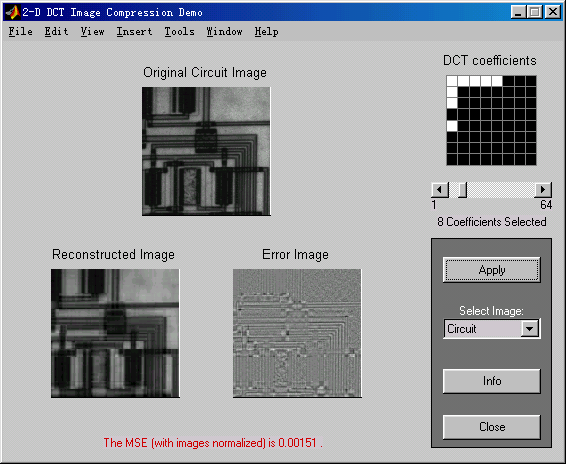 2-D DCT Image Compression Demo
File Edit View Insert Tools Window Help
Original Circuit Image
DCT coefficients
1 64
8 Coefficients Selected
Reconstructed Image
Error Image
Apply
Select Image:
Circuit
Info
Close
The MSE (with images normalized) is 0.00151 .